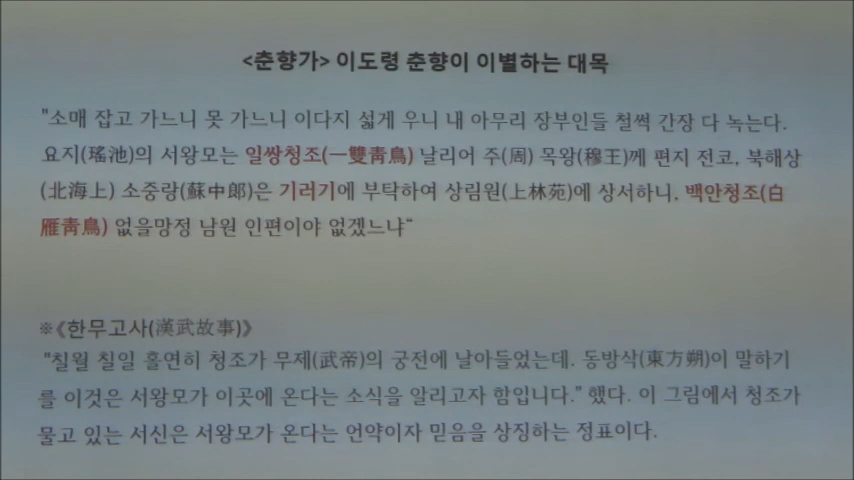 <춘향가> 이도령 춘향이 이별하는 대목
"소매 잡고 가느니 못 가느니 이다지 섧게 우니 내 아무리 장부인들 철썩 간장 다 녹는다.
요지(瑤池)의 서왕모는 일쌍청조(一雙靑鳥) 날리어 주(周) 목왕(穆王)께 편지 전코, 북해상
(北海上) 소중랑(蘇中郎)은 기러기에 부탁하여 상림원(上林苑)에 상서하니, 백안청조(白
雁靑鳥) 없을망정 남원 인편이야 없겠느냐“
※《한무고사(漢武故事)》
"칠월 칠일 홀연히 청조가 무제(武帝)의 궁전에 날아들었는데. 동방삭(東方朔)이 말하기
를 이것은 서왕모가 이곳에 온다는 소식을 알리고자 함입니다." 했다. 이 그림에서 청조가
물고 있는 서신은 서왕모가 온다는 언약이자 믿음을 상징하는 정표이다.